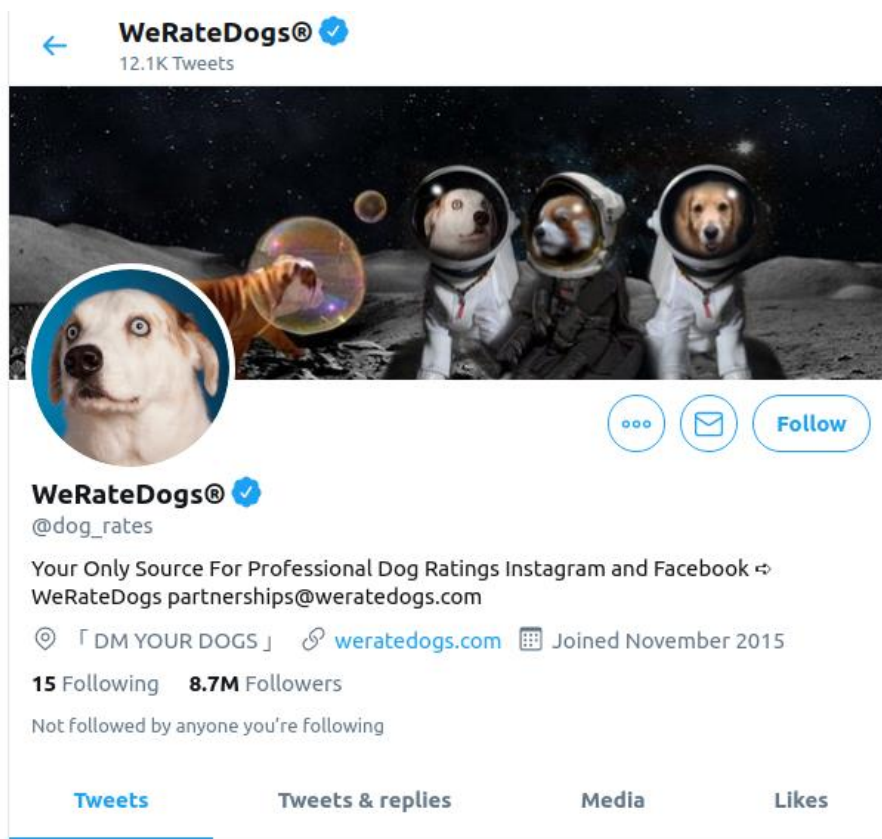 WeRateDogs®
12.1K Tweets
Follow
WeRateDogs®
@dog_rates
Your Only Source For Professional Dog Ratings Instagram and Facebook ➪
WeRateDogs partnerships@weratedogs.com
「 DM YOUR DOGS 」 weratedogs.com Joined November 2015
15 Following 8.7M Followers
Not followed by anyone you're following
Tweets Tweets & replies Media Likes